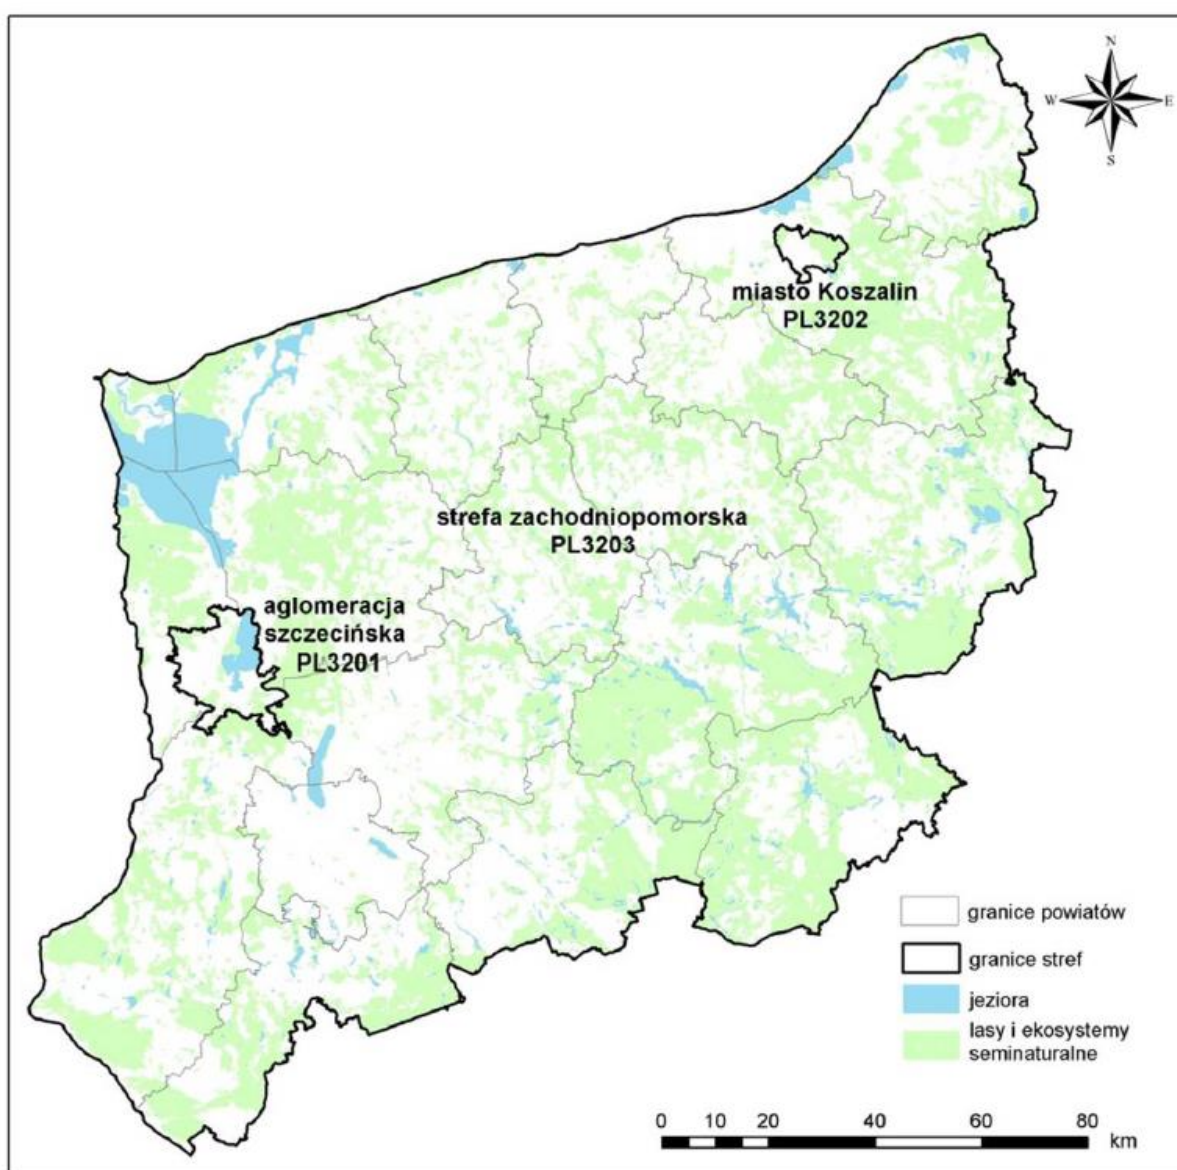 N
W E
S
miasto Koszalin
PL3202
strefa zachodniopomorska
PL3203
aglomeracja
szczecińska
PL3201
granice powiatów
granice stref
jeziora
lasy i ekosystemy
seminaturalne
0 10 20 40 60 80
km